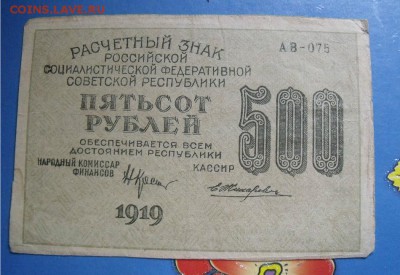 COINS.LAVE.RU
РАСЧЕТНЫЙ ЗНАК
АВ-075
РОССИЙСКОЙ
СОЦИАЛИСТИЧЕСКОЙ ФЕДЕРАТИВНОЙ
СОВЕТСКОЙ РЕСПУБЛИКИ
ПЯТЬСОТ
РУБЛЕЙ
500
ОБЕСПЕЧИВАЕТСЯ ВСЕМ
ДОСТОЯНИЕМ РЕСПУБЛИКИ
НАРОДНЫЙ КОМИССАР
ФИНАНСОВ
КАССИР
1919